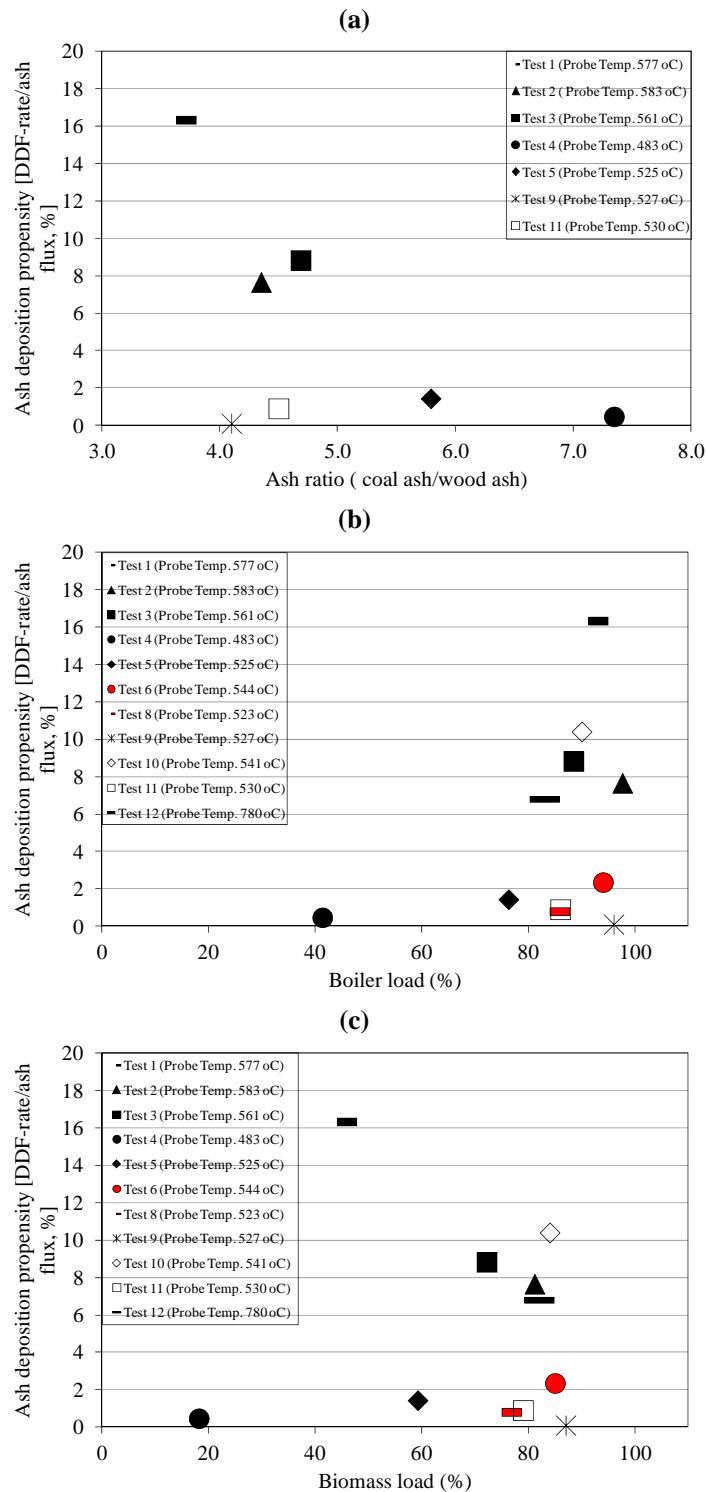 (a)
Ash deposition propensity [DDF-rate/ash
flux, %]
20
18
16
14
12
10
8
6
4
2
0
Test 1 (Probe Temp. 577 oC)
Test 2 ( Probe Temp. 583 oC)
Test 3 (Probe Temp. 561 oC)
Test 4 (Probe Temp. 483 oC)
Test 5 (Probe Temp. 525 oC)
Test 9 (Probe Temp. 527 oC)
Test 11 (Probe Temp. 530 oC)
3.0 4.0 5.0 6.0 7.0 8.0
Ash ratio ( coal ash/wood ash)
(b)
Ash deposition propensity [DDF-rate/ash
flux, %]
20
18
16
14
12
10
8
6
4
2
0
Test 1 (Probe Temp. 577 oC)
Test 2 (Probe Temp. 583 oC)
Test 3 (Probe Temp. 561 oC)
Test 4 (Probe Temp. 483 oC)
Test 5 (Probe Temp. 525 oC)
Test 6 (Probe Temp. 544 oC)
Test 8 (Probe Temp. 523 oC)
Test 9 (Probe Temp. 527 oC)
Test 10 (Probe Temp. 541 oC)
Test 11 (Probe Temp. 530 oC)
Test 12 (Probe Temp. 780 oC)
0 20 40 60 80 100
Boiler load (%)
(c)
Ash deposition propensity [DDF-rate/ash
flux, %]
20
18
16
14
12
10
8
6
4
2
0
Test 1 (Probe Temp. 577 oC)
Test 2 (Probe Temp. 583 oC)
Test 3 (Probe Temp. 561 oC)
Test 4 (Probe Temp. 483 oC)
Test 5 (Probe Temp. 525 oC)
Test 6 (Probe Temp. 544 oC)
Test 8 (Probe Temp. 523 oC)
Test 9 (Probe Temp. 527 oC)
Test 10 (Probe Temp. 541 oC)
Test 11 (Probe Temp. 530 oC)
Test 12 (Probe Temp. 780 oC)
0 20 40 60 80 100
Biomass load (%)